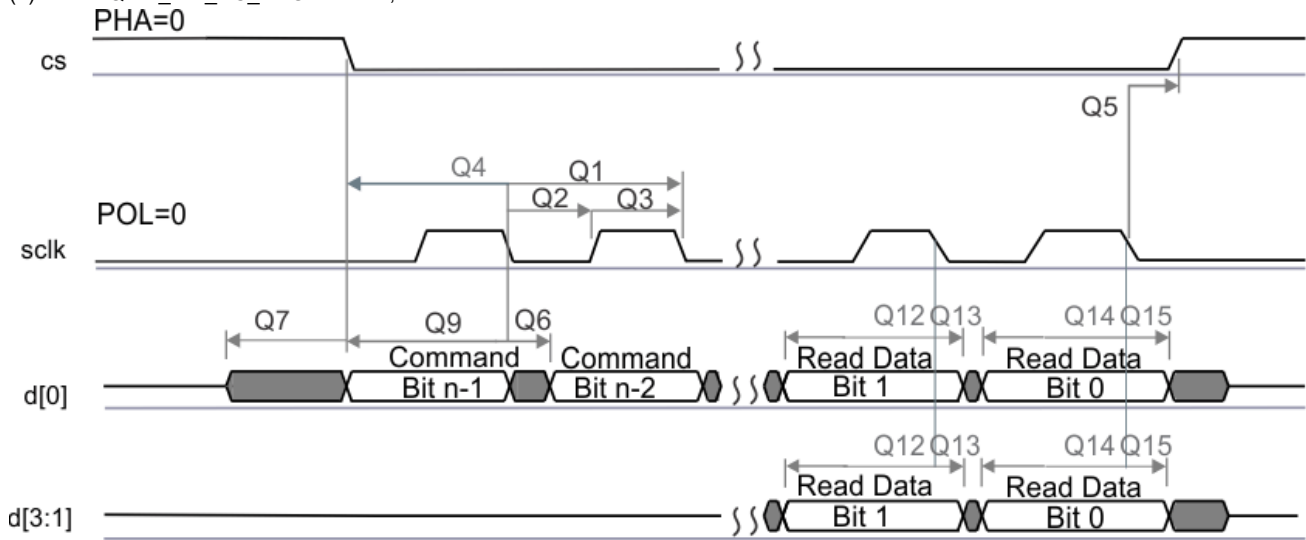 PHA=0
cs
Q5
Q4 Q1
Q2 Q3
POL=0
sclk
Q7 Q9 Q6 Q12 Q13 Q14 Q15
Command Command Read Data Read Data
d[0] Bit n-1 Bit n-2 Bit 1 Bit 0
Q12 Q13 Q14 Q15
Read Data Read Data
d[3:1] Bit 1 Bit 0